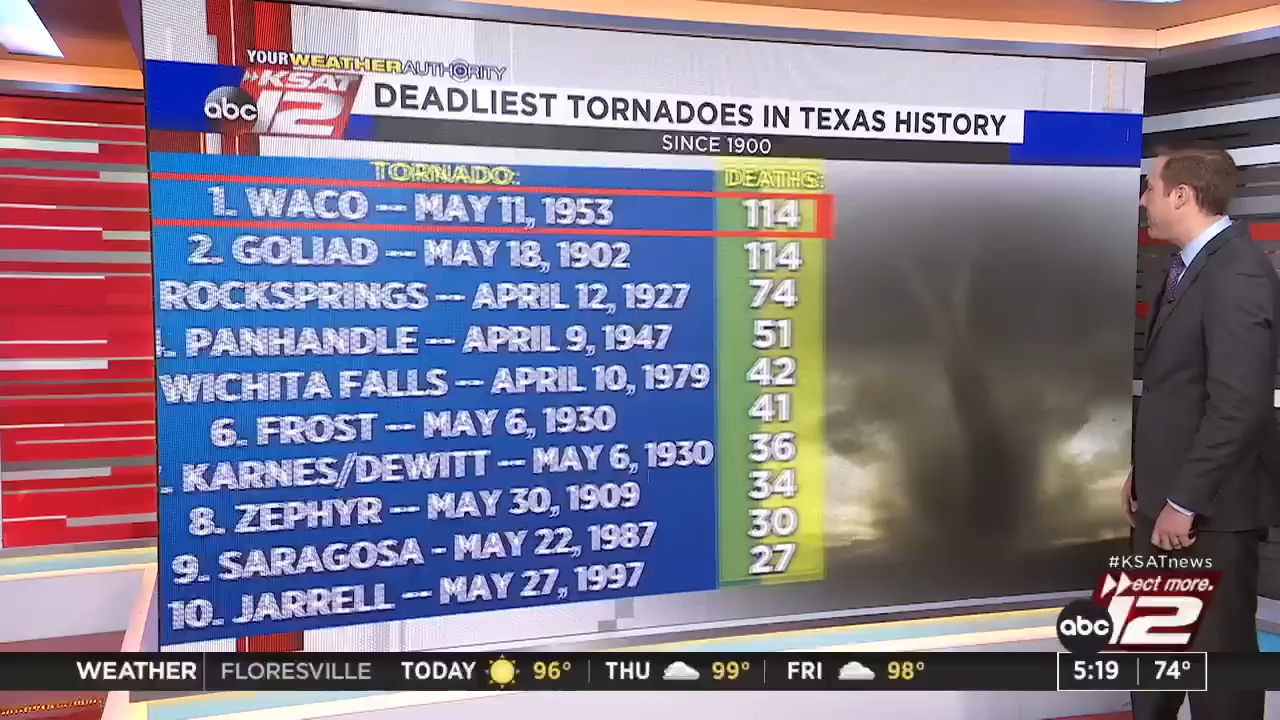 YOUR WEATHER AUTHORITY
KSAT
abc 12
DEADLIEST TORNADOES IN TEXAS HISTORY
SINCE 1900
TORNADO: DEATHS:
1. WACO -- MAY 11, 1953 114
2. GOLIAD -- MAY 18, 1902 114
ROCKSPRINGS -- APRIL 12, 1927 74
PANHANDLE -- APRIL 9, 1947 51
WICHITA FALLS -- APRIL 10, 1979 42
6. FROST -- MAY 6, 1930 41
KARNES/DEWITT -- MAY 6, 1930 36
8. ZEPHYR -- MAY 30, 1909 34
9. SARAGOSA - MAY 22, 1987 30
10. JARRELL -- MAY 27, 1997 27
#KSATnews
ect more.
abc 12
WEATHER FLORESVILLE TODAY 96° THU 99° FRI 98° 5:19 74°